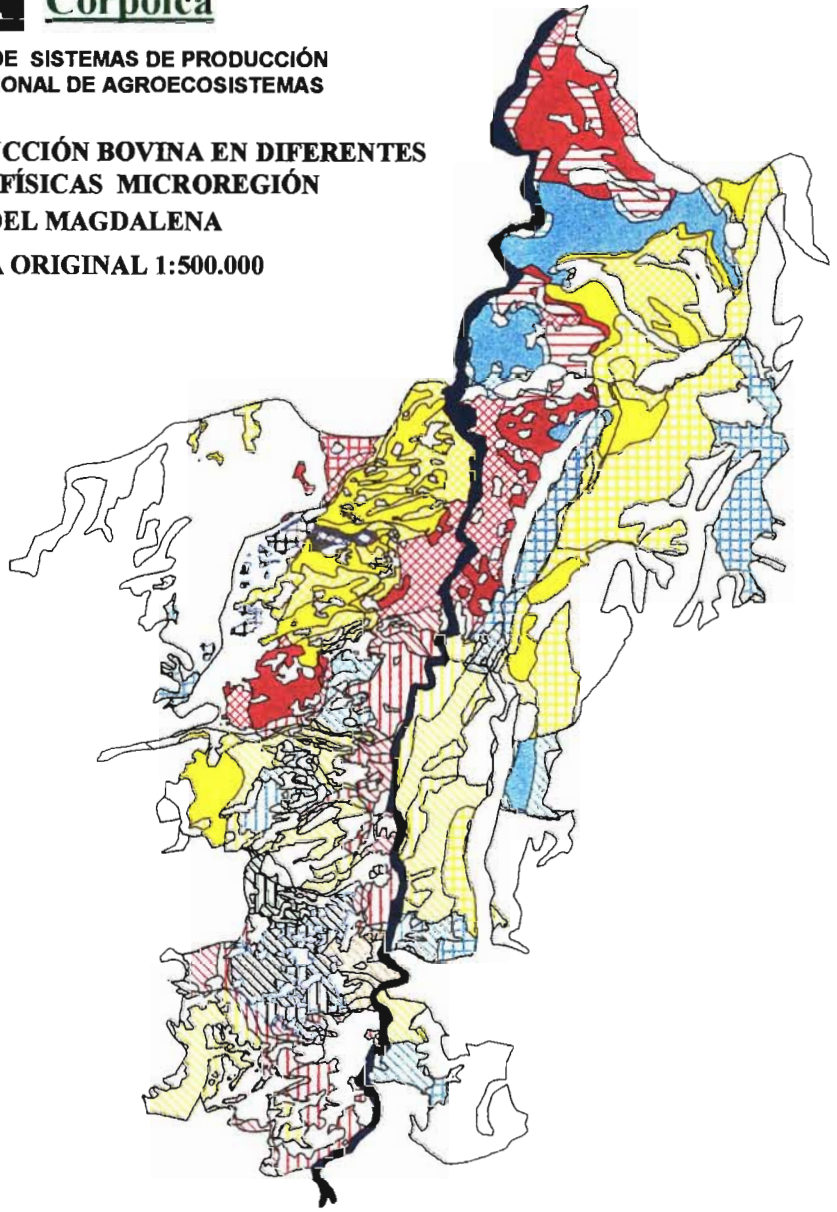 Corpoica
DE SISTEMAS DE PRODUCCIÓN
ONAL DE AGROECOSISTEMAS
CCIÓN BOVINA EN DIFERENTES
FÍSICAS MICROREGIÓN
DEL MAGDALENA
A ORIGINAL 1:500.000